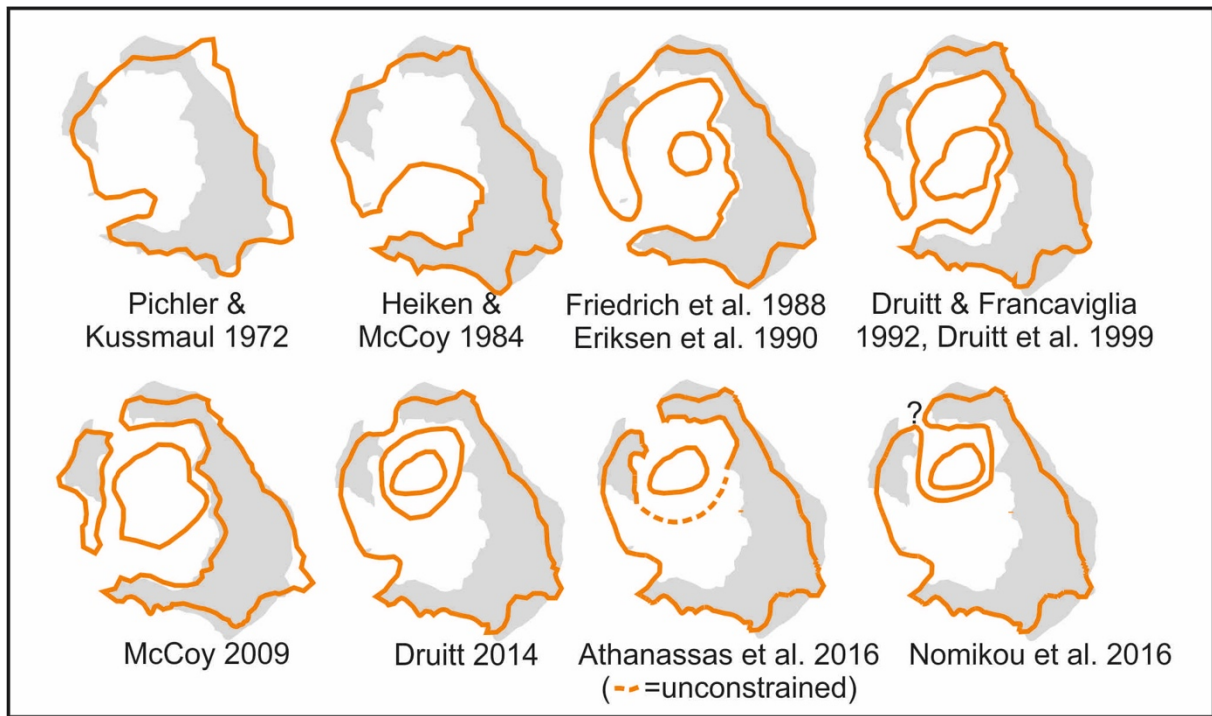 Pichler &
Kussmaul 1972
Heiken &
McCoy 1984
Friedrich et al. 1988
Eriksen et al. 1990
Druitt & Francaviglia
1992, Druitt et al. 1999
?
McCoy 2009
Druitt 2014
Athanassas et al. 2016
(=unconstrained)
Nomikou et al. 2016